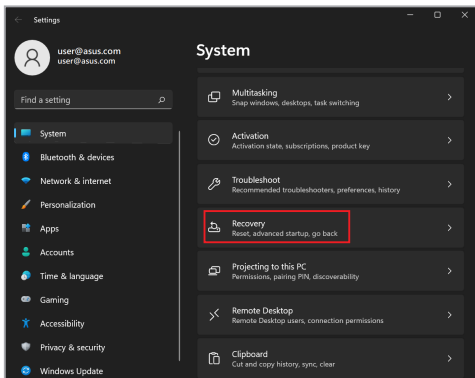 Settings
user@asus.com
user@asus.com
Find a setting
System
Bluetooth & devices
Network & internet
Personalization
Apps
Accounts
Time & language
Gaming
Accessibility
Privacy & security
Windows Update
System
Multitasking
Snap windows, desktops, task switching
Activation
Activation state, subscriptions, product key
Troubleshoot
Recommended troubleshooters, preferences, history
Recovery
Reset, advanced startup, go back
Projecting to this PC
Permissions, pairing PIN, discoverability
Remote Desktop
Remote Desktop users, connection permissions
Clipboard
Cut and copy history, sync, clear